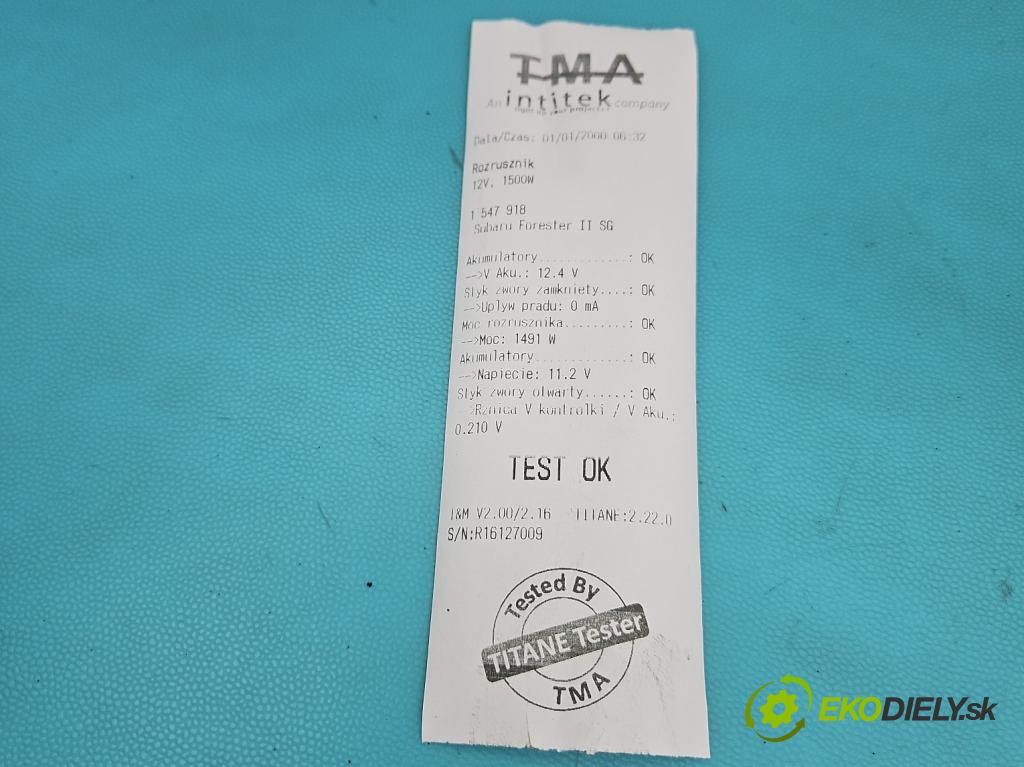 TMA
An intitek company
Data/Czas: 01/01/2000 06:32
Rozrusznik
12V, 1500W
1 547 918
Subaru Forester II SG
Akumulatory............: OK
-->V Aku.: 12.4 V
Styk zwory zamkniety....: OK
-->Uplyw pradu: 0 mA
Moc rozrusznika.........: OK
-->Moc: 1491 W
Akumulatory.............: OK
-->Napiecie: 11.2 V
Styk zwory otwarty......: OK
-->Rznica V kontrolki / V Aku.:
0.210 V
TEST OK
I&M V2.00/2.16 TITANE:2.22.0
S/N:R16127009
Tested By
TITANE Tester
TMA
EKODIELY.sk